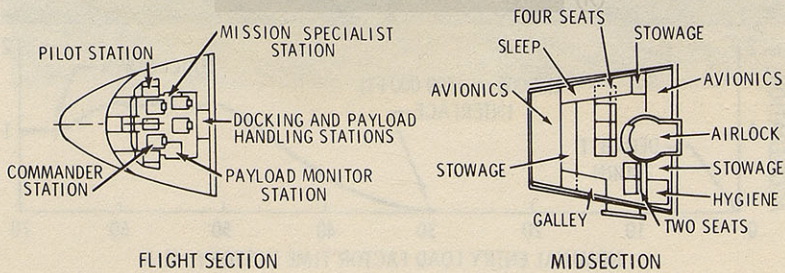 PILOT STATION
MISSION SPECIALIST
STATION
DOCKING AND PAYLOAD
HANDLING STATIONS
COMMANDER
STATION
PAYLOAD MONITOR
STATION
FLIGHT SECTION
FOUR SEATS
STOWAGE
SLEEP
AVIONICS
AVIONICS
AIRLOCK
STOWAGE
STOWAGE
HYGIENE
GALLEY
TWO SEATS
MIDSECTION